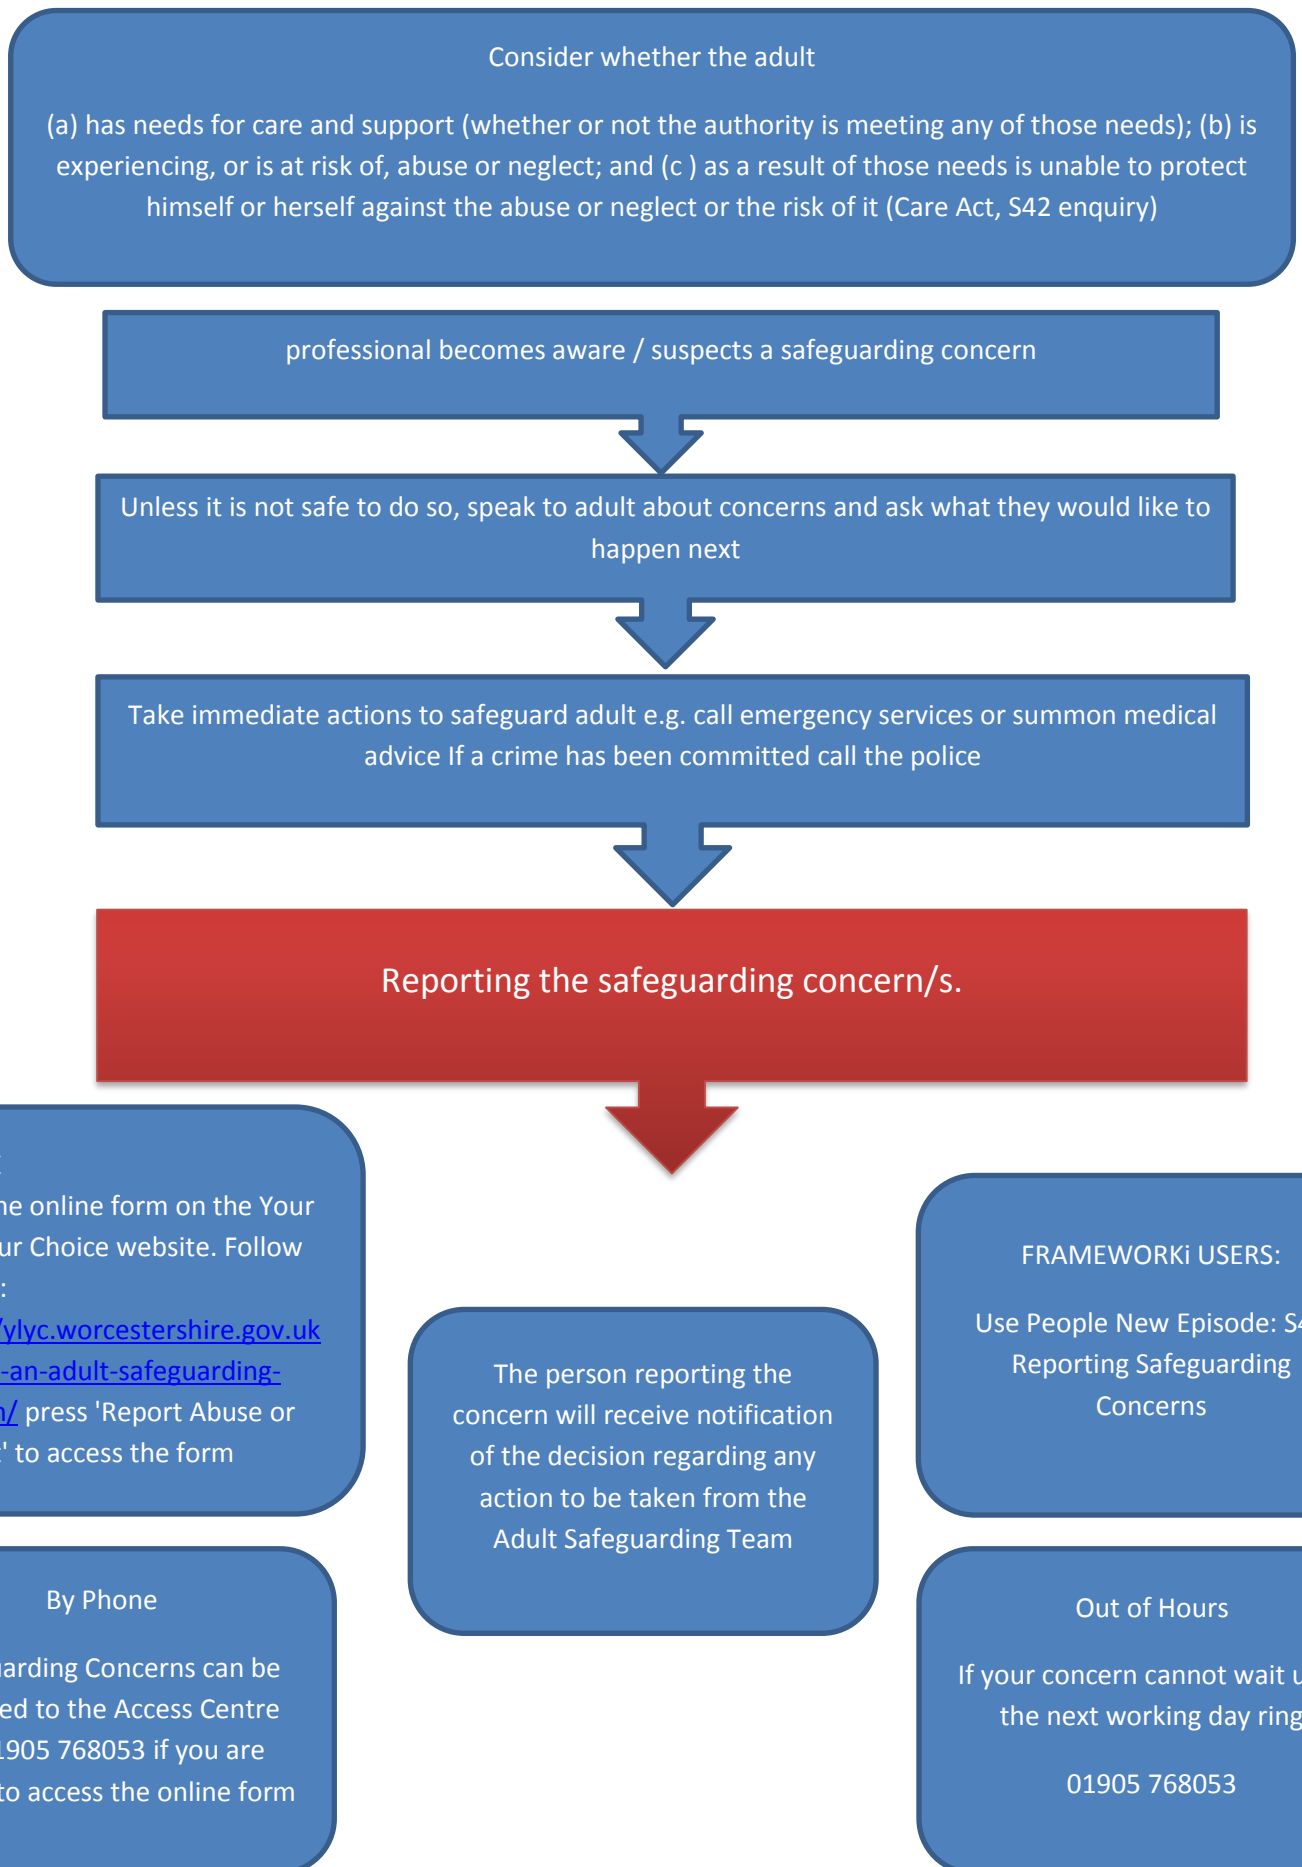 Consider whether the adult
(a) has needs for care and support (whether or not the authority is meeting any of those needs); (b) is
experiencing, or is at risk of, abuse or neglect; and (c ) as a result of those needs is unable to protect
himself or herself against the abuse or neglect or the risk of it (Care Act, S42 enquiry)
professional becomes aware / suspects a safeguarding concern
Unless it is not safe to do so, speak to adult about concerns and ask what they would like to
happen next
Take immediate actions to safeguard adult e.g. call emergency services or summon medical
advice If a crime has been committed call the police
Reporting the safeguarding concern/s.
online form on the Your
Choice website. Follow
:
/ylyc.worcestershire.gov.uk
-an-adult-safeguarding-
/ press 'Report Abuse or
' to access the form
By Phone
Concerns can be
to the Access Centre
1905 768053 if you are
to access the online form
The person reporting the
concern will receive notification
of the decision regarding any
action to be taken from the
Adult Safeguarding Team
FRAMEWORKi USERS:
Use People New Episode: S4
Reporting Safeguarding
Concerns
Out of Hours
If your concern cannot wait
the next working day ring
01905 768053